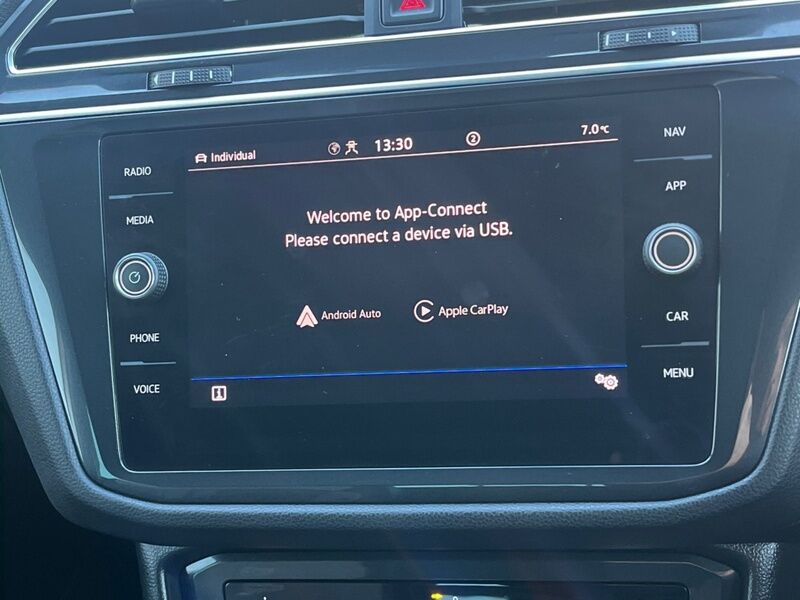 Individual 13:30 2 7.0°C
RADIO
MEDIA
PHONE
VOICE
Welcome to App-Connect
Please connect a device via USB.
Android Auto Apple CarPlay
NAV
APP
CAR
MENU